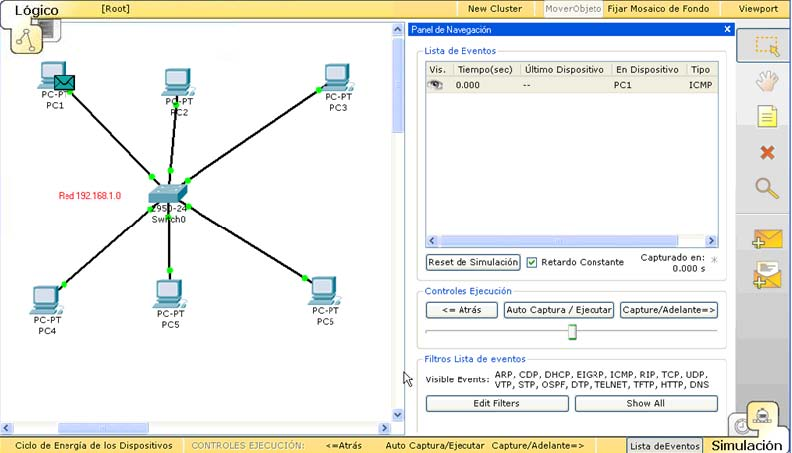 Lógico [Root] New Cluster MoverObjeto Fijar Mosaico de Fondo Viewport
Panel de Navegación X
Lista de Eventos
Vis. Tiempo(sec) Último Dispositivo En Dispositivo Tipo
0.000 -- PC1 ICMP
PC-PT
PC1
PC-PT
PC2
PC-PT
PC3
Red 192.168.1.0
2950-24
Switch0
PC-PT
PC4
PC-PT
PC5
PC-PT
PC5
Reset de Simulación Retardo Constante Capturado en:
0.000 s
*
Controles Ejecución
<= Atrás Auto Captura / Ejecutar Capture/Adelante=>
Filtros Lista de eventos
Visible Events: ARP, CDP, DHCP, EIGRP, ICMP, RIP, TCP, UDP,
VTP, STP, OSPF, DTP, TELNET, TFTP, HTTP, DNS
Edit Filters Show All
Ciclo de Energía de los Dispositivos CONTROLES EJECUCIÓN: <=Atrás Auto Captura/Ejecutar Capture/Adelante=> Lista deEventos Simulación